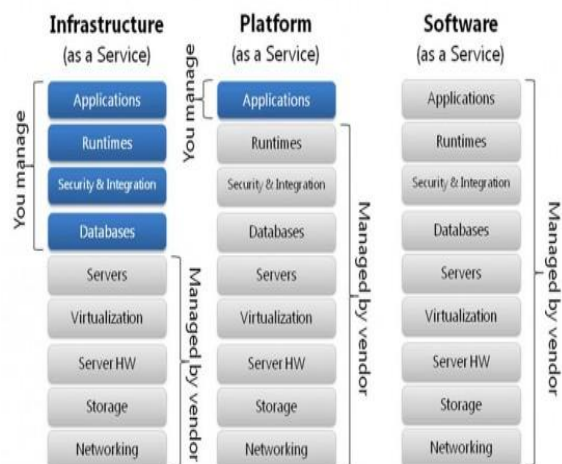 Infrastructure
(as a Service)
You manage
Applications
Runtimes
Security & Integration
Databases
Servers
Virtualization
Server HW
Storage
Networking
Managed by vendor
Platform
(as a Service)
You manage
Applications
Runtimes
Security & Integration
Databases
Servers
Virtualization
Server HW
Storage
Networking
Managed by vendor
Software
(as a Service)
Applications
Runtimes
Security & Integration
Databases
Servers
Virtualization
Server HW
Storage
Networking
Managed by vendor